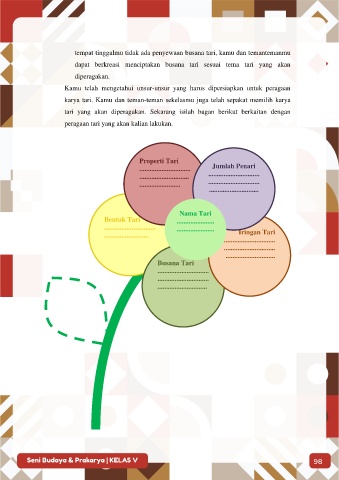 tempat tinggalmu tidak ada penyewaan busana tari, kamu dan temantemanmu
dapat berkreasi menciptakan busana tari sesuai tema tari yang akan
diperagakan.
Kamu telah mengetahui unsur-unsur yang harus dipersiapkan untuk peragaan
karya tari. Kamu dan teman-teman sekelasmu juga telah sepakat memilih karya
tari yang akan diperagakan. Sekarang isilah bagan berikut berkaitan dengan
peragaan tari yang akan kalian lakukan.
Properti Tari
Jumlah Penari
Nama Tari
Bentuk Tari
iringan Tari
Busana Tari
Seni Budaya & Prakarya | KELAS V
98